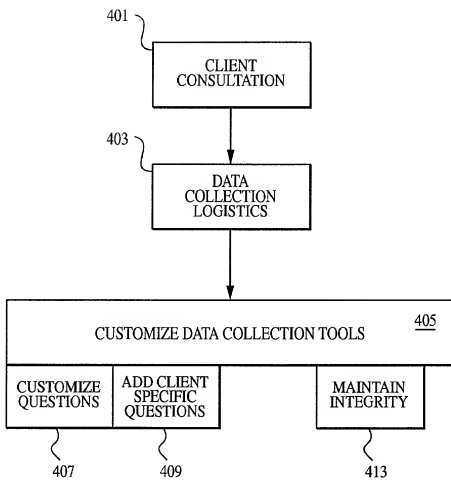 401
CLIENT
CONSULTATION
403
DATA
COLLECTION
LOGISTICS
405
CUSTOMIZE DATA COLLECTION TOOLS
CUSTOMIZE
QUESTIONS
ADD CLIENT
SPECIFIC
QUESTIONS
MAINTAIN
INTEGRITY
407
409
413